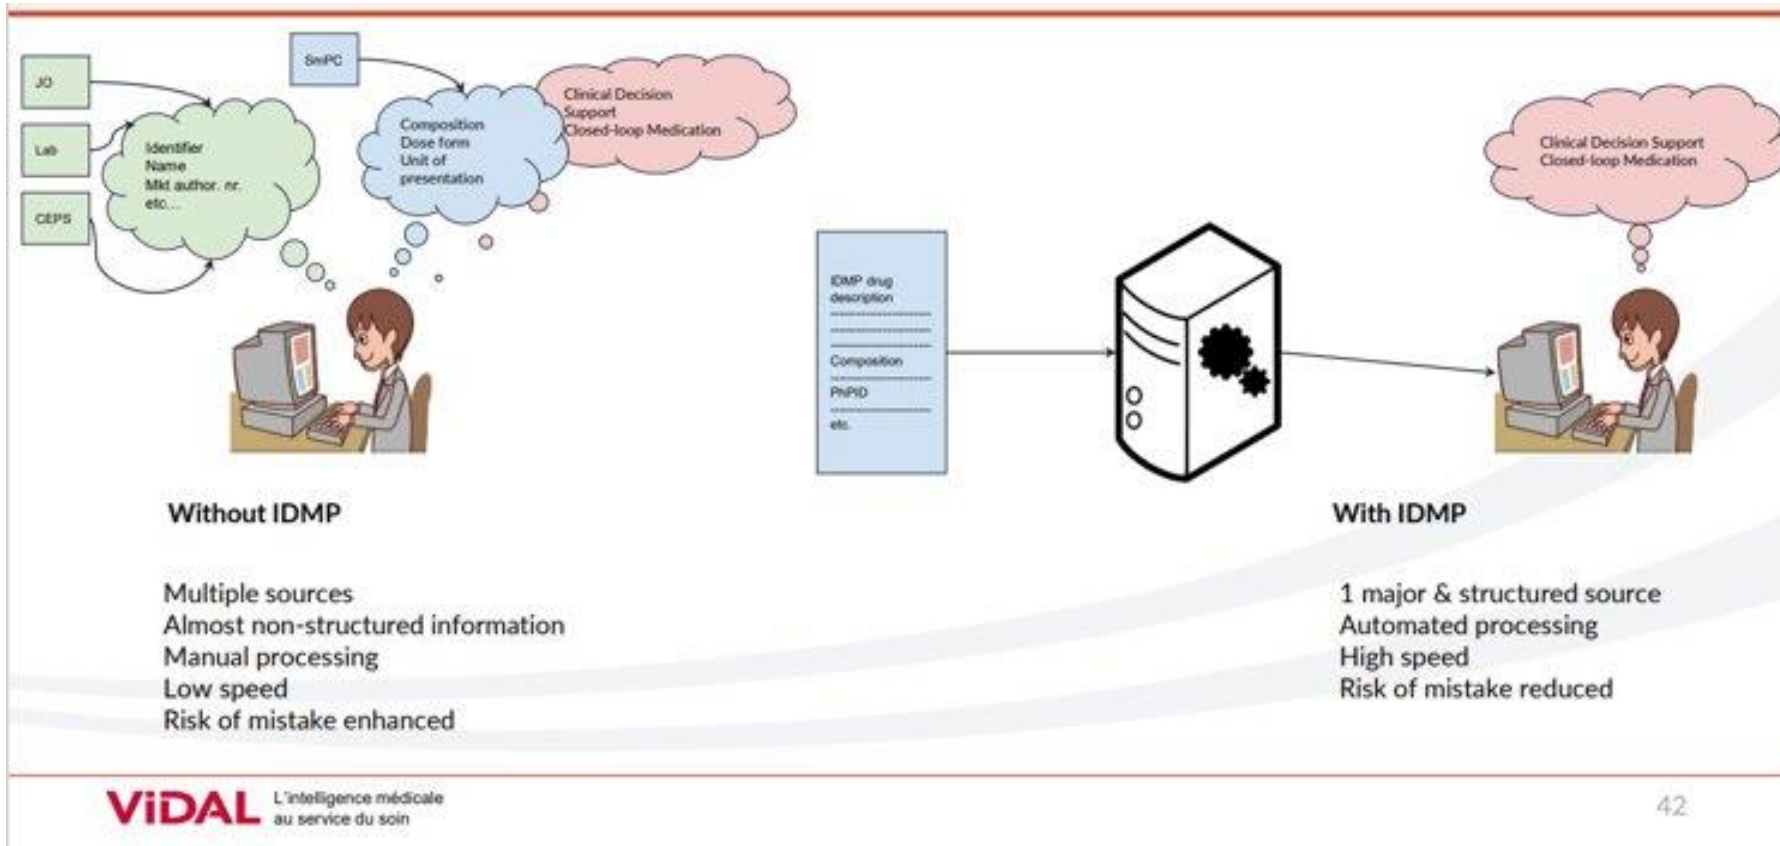 JO
Lab
CEPS
Identifier
Name
Mkt author. nr.
etc...
SmPC
Composition
Dose form
Unit of
presentation
Clinical Decision
Support
Closed-loop Medication
IDMP drug
description
Composition
PhPID
etc.
Clinical Decision Support
Closed-loop Medication
Without IDMP
Multiple sources
Almost non-structured information
Manual processing
Low speed
Risk of mistake enhanced
With IDMP
1 major & structured source
Automated processing
High speed
Risk of mistake reduced
ViDAL
L'intelligence médicale
au service du soin
42